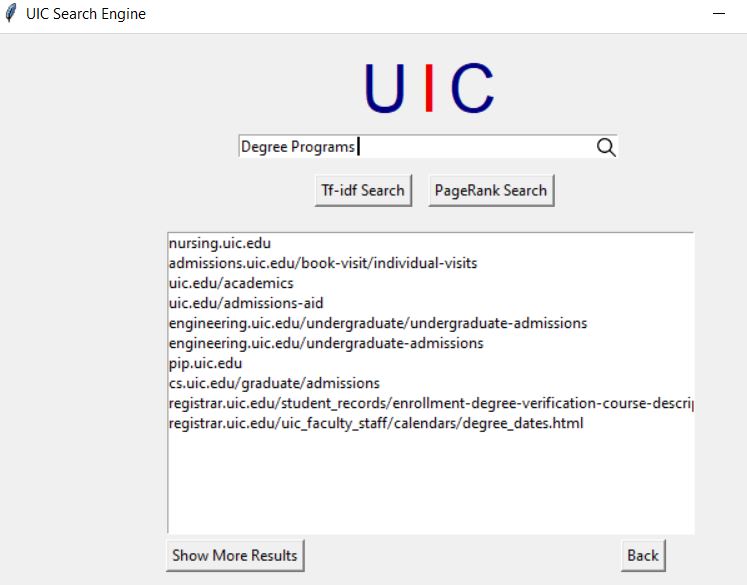 UIC Search Engine
U I C
Degree Programs
Tf-idf Search PageRank Search
nursing.uic.edu
admissions.uic.edu/book-visit/individual-visits
uic.edu/academics
uic.edu/admissions-aid
engineering.uic.edu/undergraduate/undergraduate-admissions
engineering.uic.edu/undergraduate-admissions
pip.uic.edu
cs.uic.edu/graduate/admissions
registrar.uic.edu/student_records/enrollment-degree-verification-course-descrip
registrar.uic.edu/uic_faculty_staff/calendars/degree_dates.html
Show More Results Back